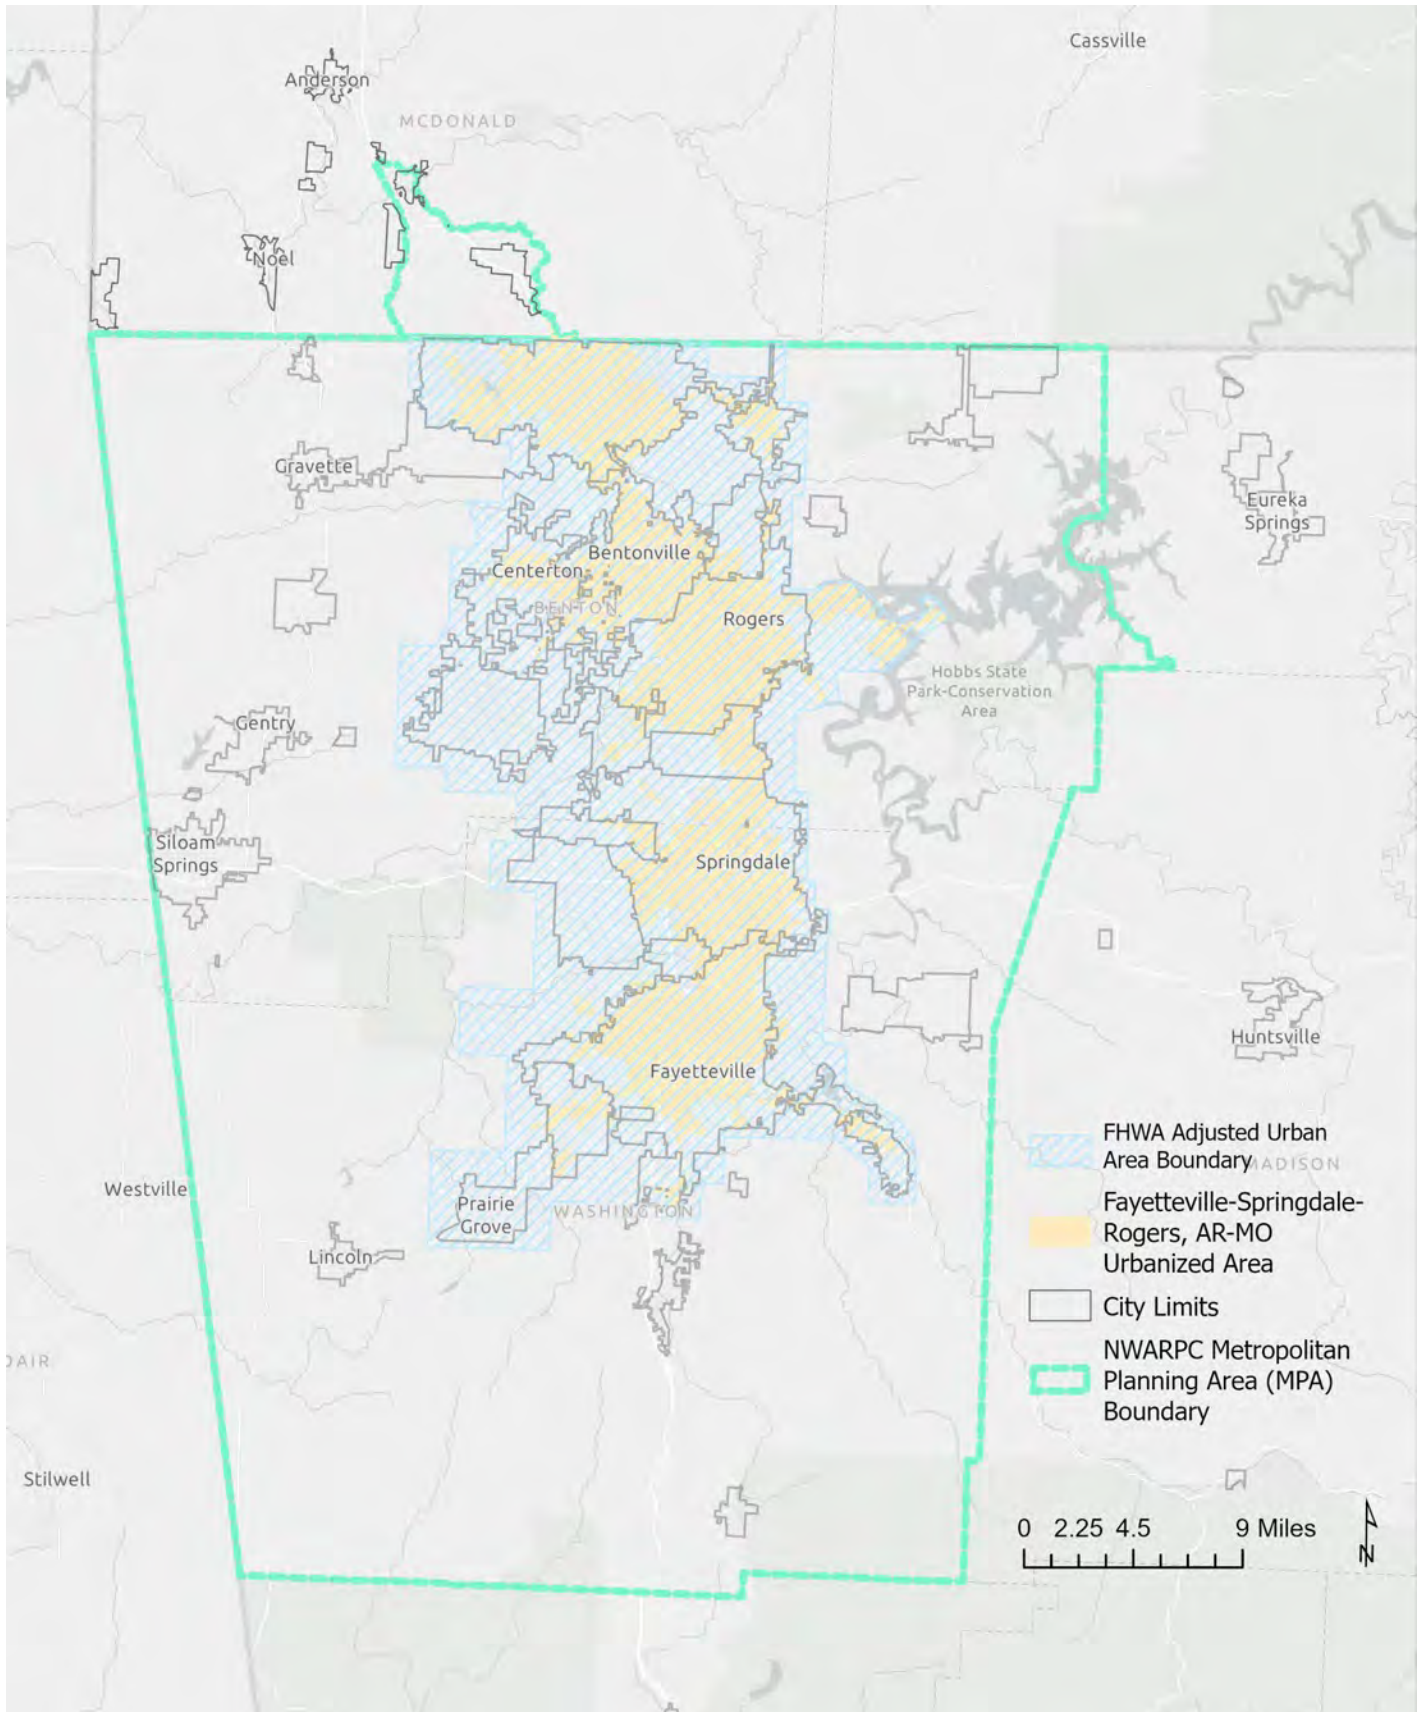 Cassville
Anderson
MCDONALD
Noel
Gravette
Eureka
Springs
Bentonville
Centerton
BENTON
Rogers
Hobbs State
Park-Conservation
Area
Gentry
Siloam
Springs
Springdale
Huntsville
Fayetteville
FHWA Adjusted Urban
Area Boundary
MADISON
Westville
Fayetteville-Springdale-
Rogers, AR-MO
Urbanized Area
Prairie
Grove
WASHINGTON
Lincoln
City Limits
NWARPC Metropolitan
Planning Area (MPA)
Boundary
DAIR
Stilwell
0 2.25 4.5 9 Miles
N